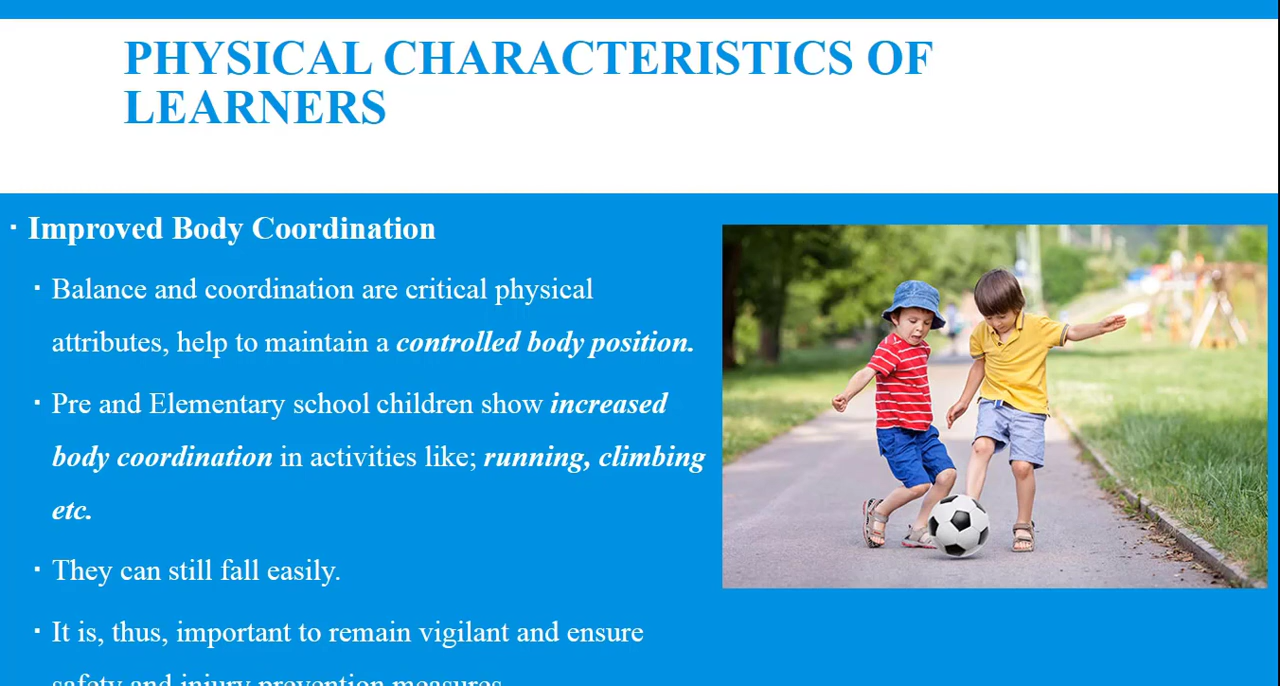 PHYSICAL CHARACTERISTICS OF
LEARNERS
▪ Improved Body Coordination
▪ Balance and coordination are critical physical
attributes, help to maintain a controlled body position.
▪ Pre and Elementary school children show increased
body coordination in activities like; running, climbing
etc.
▪ They can still fall easily.
▪ It is, thus, important to remain vigilant and ensure
safety and injury prevention measures